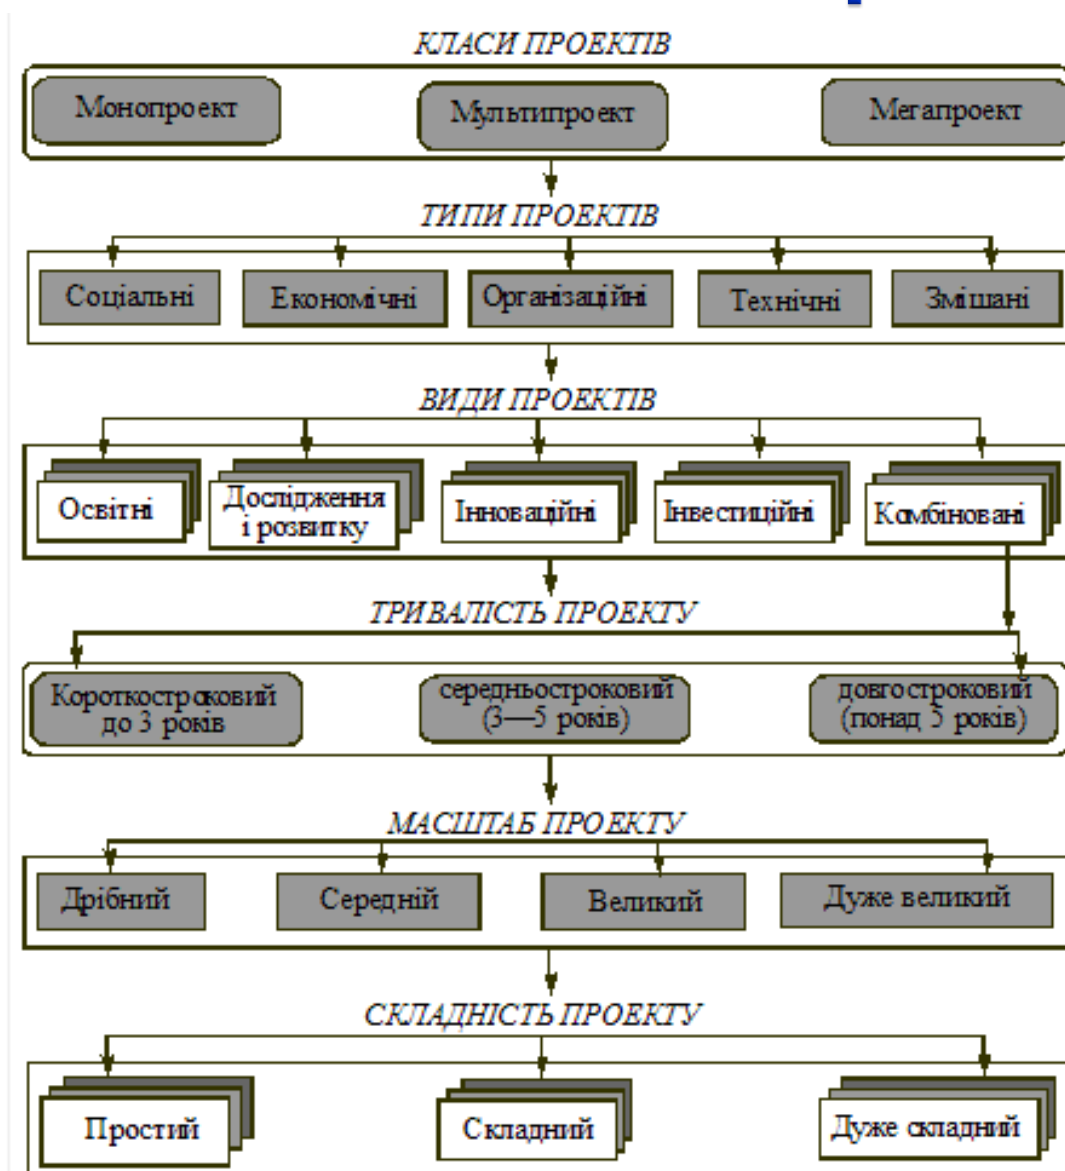 КЛАСИ ПРОЕКТІВ
Монопроект
Мультипроект
Мегапроект
ТИПИ ПРОЕКТІВ
Соціальні
Економічні
Організаційні
Технічні
Змішані
ВИДИ ПРОЕКТІВ
Освітні
Дослідження
і розвитку
Інноваційні
Інвестиційні
Комбіновані
ТРИВАЛІСТЬ ПРОЕКТУ
Короткостроковий
до 3 років
середньостроковий
(3—5 років)
довгостроковий
(понад 5 років)
МАСШТАБ ПРОЕКТУ
Дрібний
Середній
Великий
Дуже великий
СКЛАДНІСТЬ ПРОЕКТУ
Простий
Складний
Дуже складний